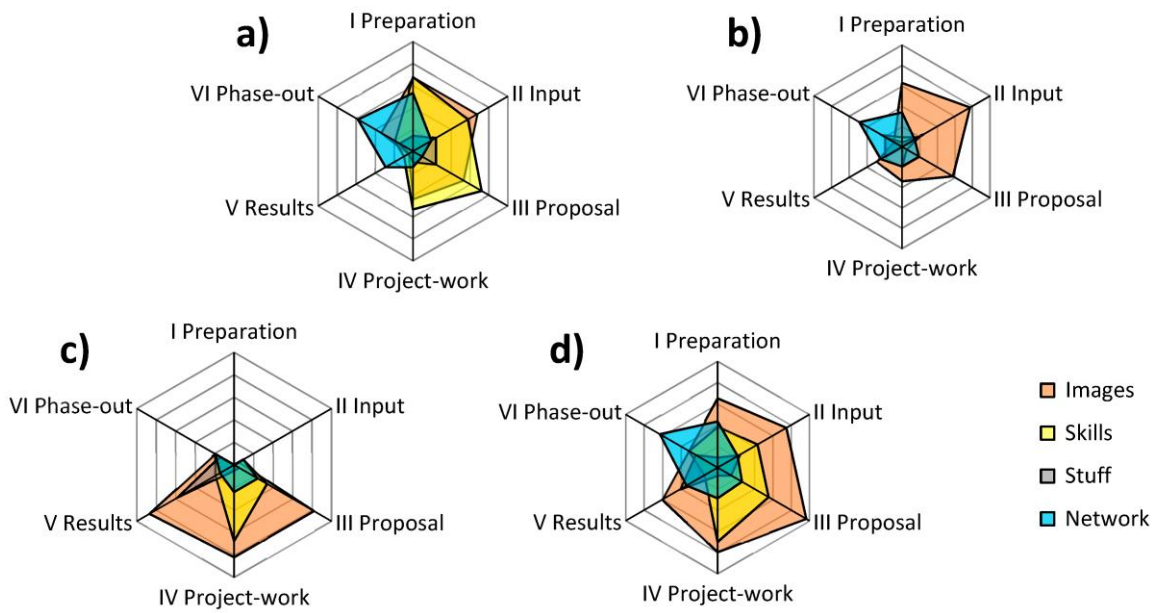 a)
I Preparation
VI Phase-out
II Input
V Results
III Proposal
IV Project-work
b)
I Preparation
VI Phase-out
II Input
V Results
III Proposal
IV Project-work
c)
I Preparation
VI Phase-out
II Input
V Results
III Proposal
IV Project-work
d)
I Preparation
VI Phase-out
II Input
V Results
III Proposal
IV Project-work
Images
Skills
Stuff
Network